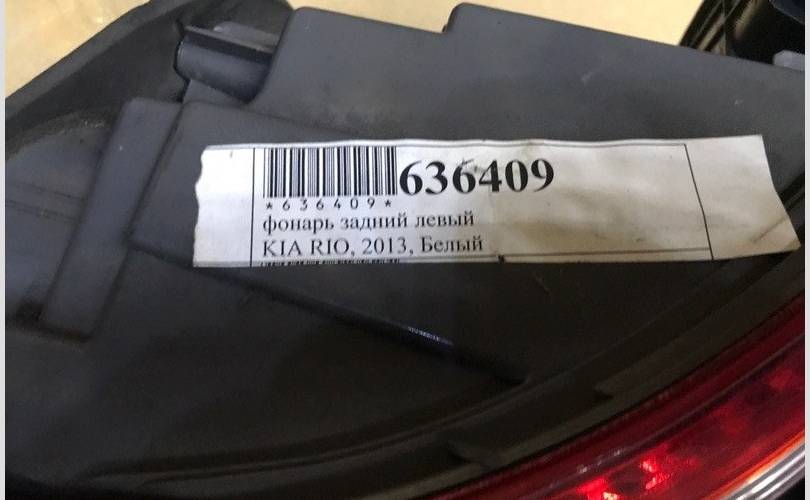 636409
*636409*
фонарь задний левый
KIA RIO, 2013, Белый